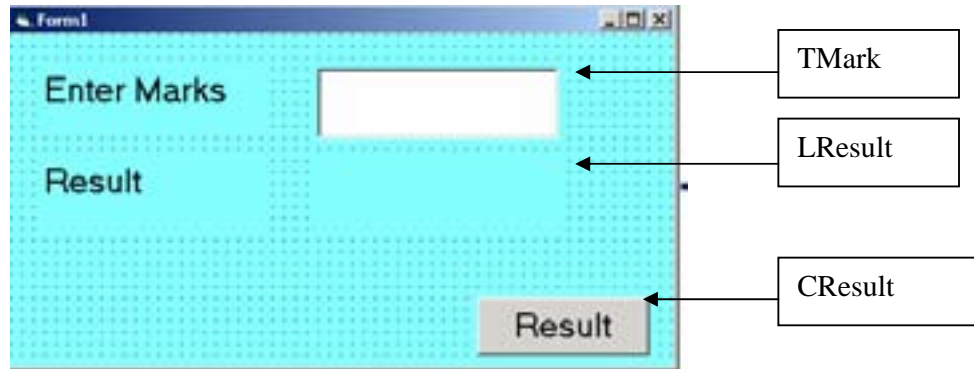 Form1
Enter Marks
TMark
Result
LResult
Result
CResult